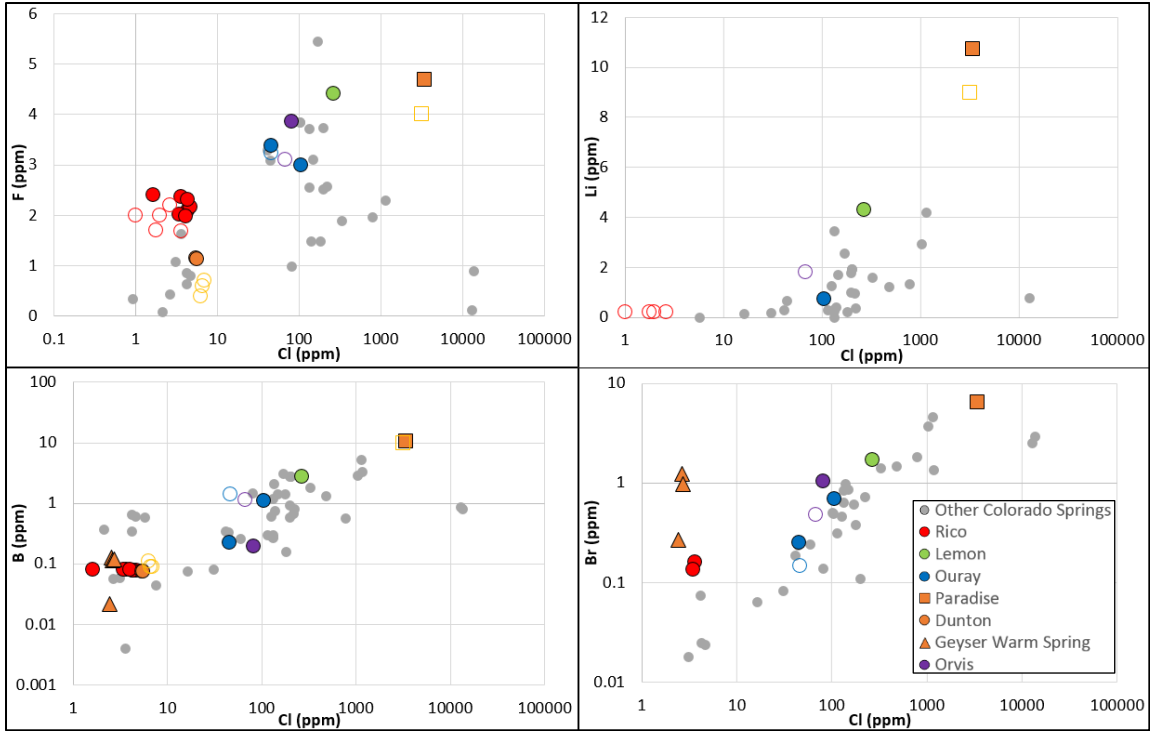 6
5
4
3
2
1
0
F (ppm)
0.1 1 10 100 1000 10000 100000
Cl (ppm)
12
10
8
6
4
2
0
Li (ppm)
1 10 100 1000 10000 100000
Cl (ppm)
100
10
1
0.1
0.01
0.001
B (ppm)
1 10 100 1000 10000 100000
Cl (ppm)
10
1
0.1
0.01
Br (ppm)
1 10 100 1000 10000 100000
Cl (ppm)
Other Colorado Springs
Rico
Lemon
Ouray
Paradise
Dunton
Geyser Warm Spring
Orvis